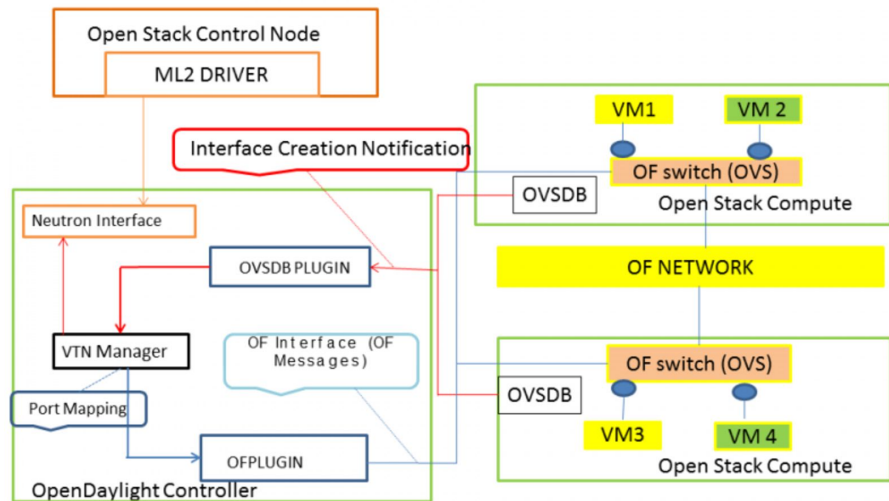 Open Stack Control Node
ML2 DRIVER
Interface Creation Notification
VM1
VM 2
OF switch (OVS)
OVSDB
Open Stack Compute
Neutron Interface
OVSDB PLUGIN
OF NETWORK
VTN Manager
OF Interface (OF
Messages)
OF switch (OVS)
OVSDB
Port Mapping
VM3
VM 4
OFPLUGIN
Open Stack Compute
OpenDaylight Controller